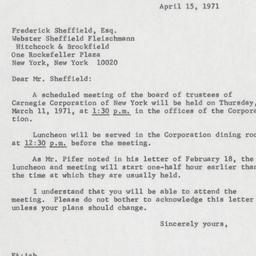 April 15, 1971
Frederick Sheffield, Esq.
Webster Sheffield Fleischmann
Hitchcock & Brookfield
One Rockefeller Plaza
New York, New York 10020
Dear Mr. Sheffield:
A scheduled meeting of the board of trustees of
Carnegie Corporation of New York will be held on Thursday,
March 11, 1971, at 1:30 p.m. in the offices of the Corpora
tion.
Luncheon will be served in the Corporation dining roo
at 12:30 p.m. before the meeting.
As Mr. Pifer noted in his letter of February 18, the
luncheon and meeting will start one-half hour earlier than
the time at which they are usually held.
I understand that you will be able to attend the
meeting. Please do not bother to acknowledge this letter
unless your plans should change.
Sincerely yours,